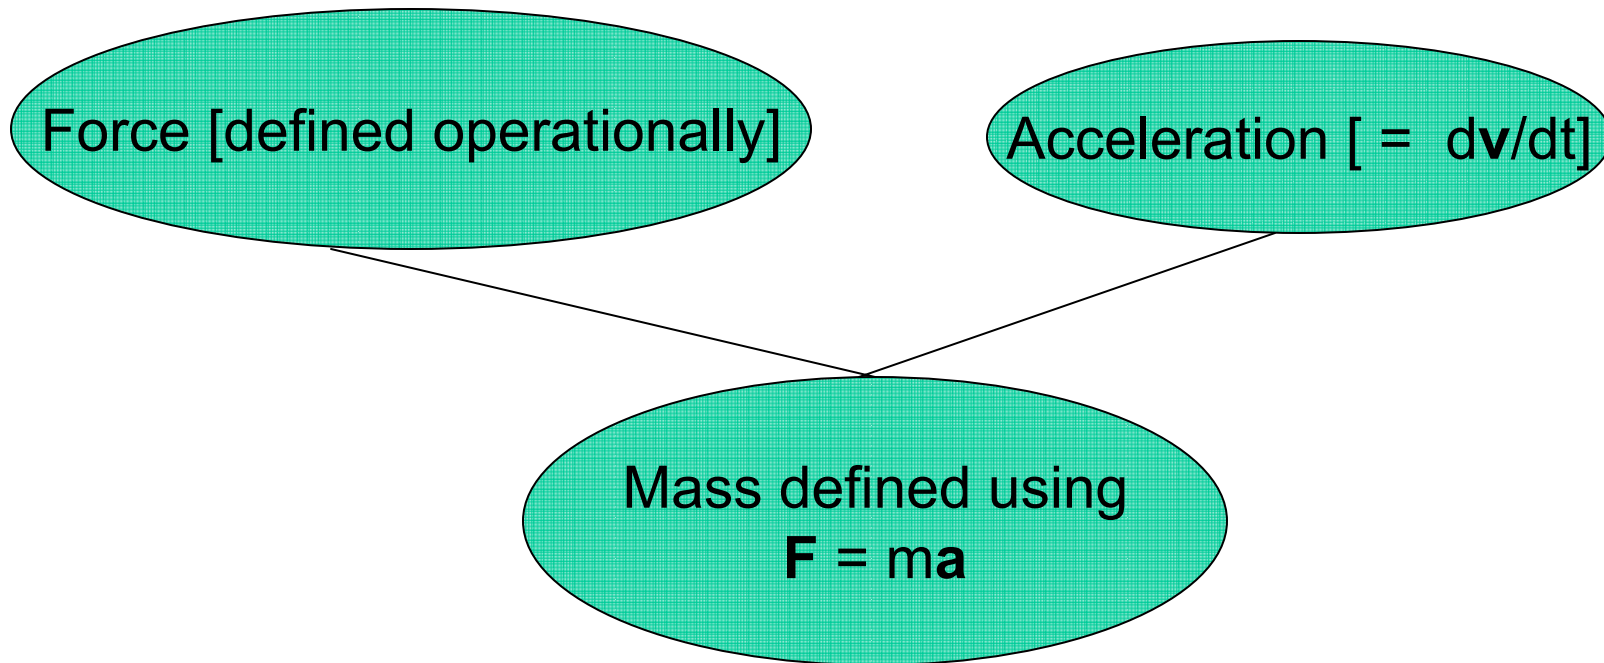 Force [defined operationally]
Acceleration [ = dv/dt]
Mass defined using
F = ma